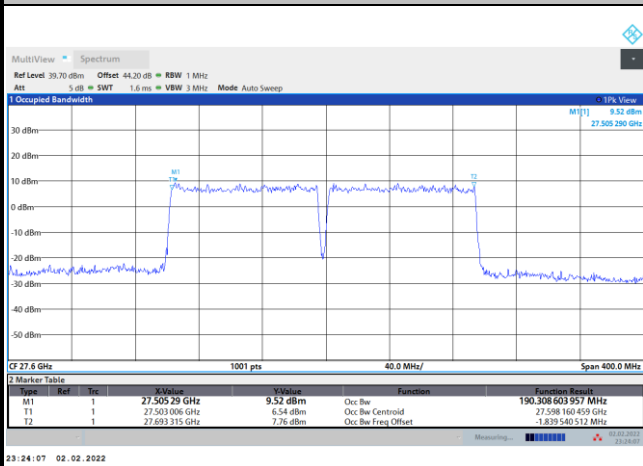 MultiView Spectrum
Ref Level 39.70 dBm Offset 44.20 dB RBW 1 MHz
Att 5 dB SWT 1.6 ms VBW 3 MHz Mode Auto Sweep
1 Occupied Bandwidth 1Pk View
M1[1] 9.52 dBm
27.505 290 GHz
30 dBm
20 dBm
M1
T1 T2
10 dBm
0 dBm
-10 dBm
-20 dBm
-30 dBm
-40 dBm
-50 dBm
CF 27.6 GHz 1001 pts 40.0 MHz/ Span 400.0 MHz
2 Marker Table
Type Ref Trc X-Value Y-Value Function Function Result
M1 1 27.505 29 GHz 9.52 dBm Occ Bw 190.308 603 957 MHz
T1 1 27.503 006 GHz 6.54 dBm Occ Bw Centroid 27.598 160 459 GHz
T2 1 27.693 315 GHz 7.76 dBm Occ Bw Freq Offset -1.839 540 512 MHz
Measuring... 02.02.2022
23:24:07
23:24:07 02.02.2022